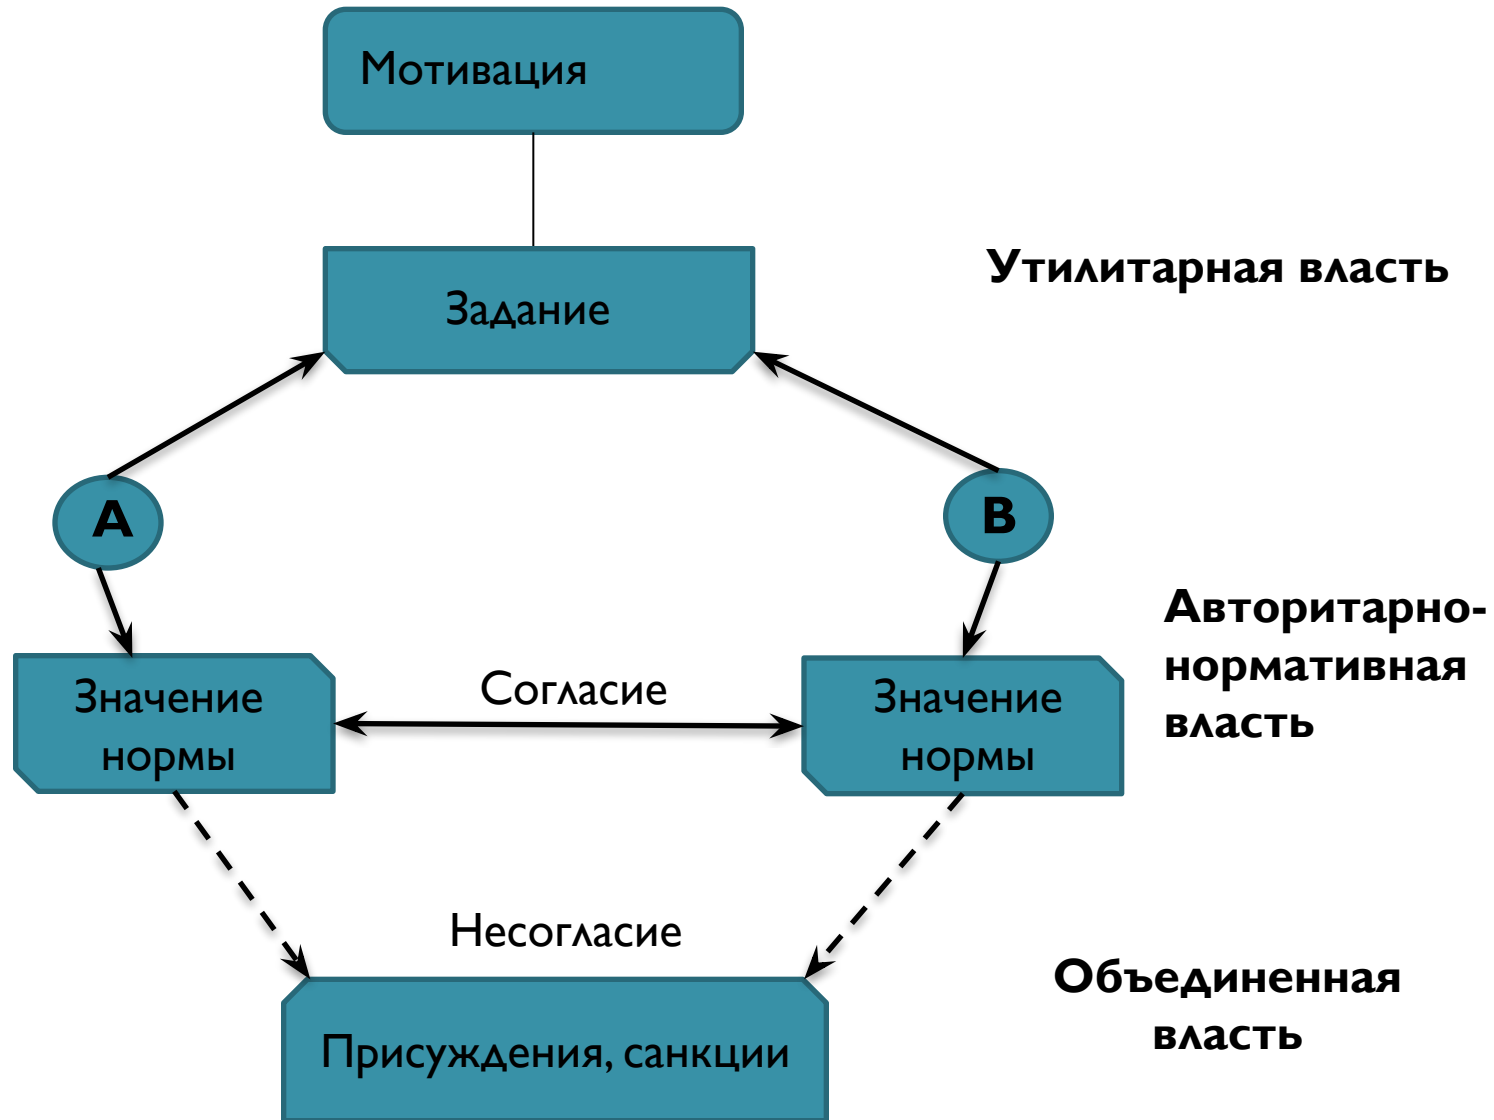 Мотивация
Задание
Утилитарная власть
А
В
Авторитарно-
нормативная
власть
Значение
нормы
Согласие
Значение
нормы
Несогласие
Объединенная
власть
Присуждения, санкции